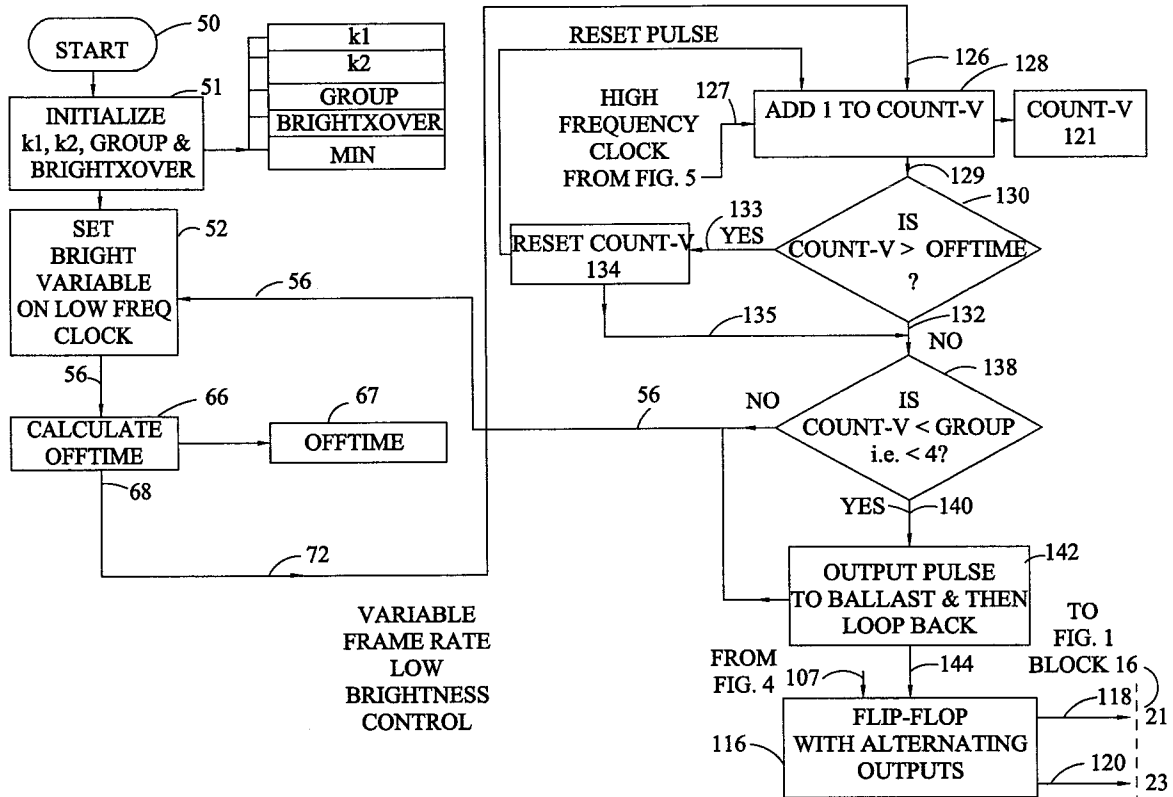 START
50
51
INITIALIZE
k1, k2, GROUP &
BRIGHTXOVER
k1
k2
GROUP
BRIGHTXOVER
MIN
SET
BRIGHT
VARIABLE
ON LOW FREQ
CLOCK
52
56
56
CALCULATE
OFFTIME
66
OFFTIME
67
68
72
VARIABLE
FRAME RATE
LOW
BRIGHTNESS
CONTROL
RESET PULSE
126
128
HIGH
FREQUENCY
CLOCK
FROM FIG. 5
127
ADD 1 TO COUNT-V
COUNT-V
121
129
130
IS
COUNT-V > OFFTIME
?
133
YES
RESET COUNT-V
134
135
132
NO
138
IS
COUNT-V < GROUP
i.e. < 4?
NO
56
YES
140
142
OUTPUT PULSE
TO BALLAST & THEN
LOOP BACK
144
FROM
FIG. 4
107
TO
FIG. 1
BLOCK 16
116
FLIP-FLOP
WITH ALTERNATING
OUTPUTS
118
21
120
23